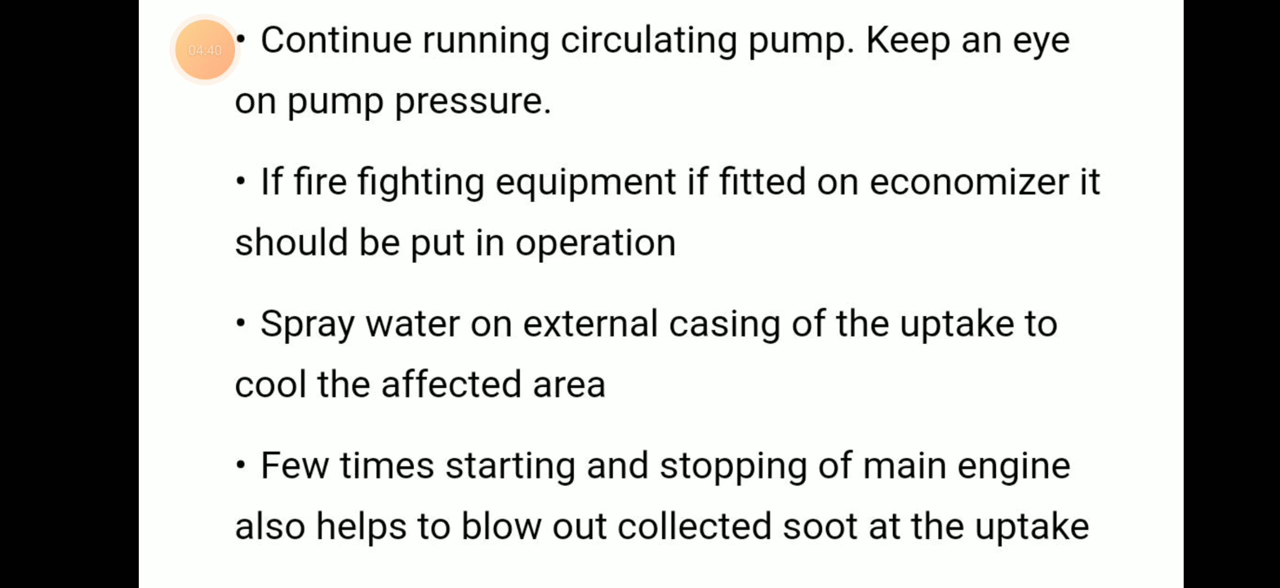 04:40
• Continue running circulating pump. Keep an eye
on pump pressure.
• If fire fighting equipment if fitted on economizer it
should be put in operation
• Spray water on external casing of the uptake to
cool the affected area
• Few times starting and stopping of main engine
also helps to blow out collected soot at the uptake